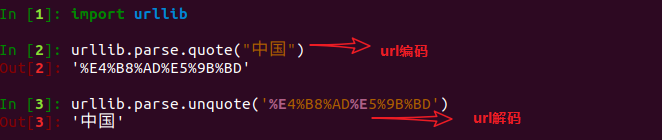 In [1]: import urllib
In [2]: urllib.parse.quote("中国") url编码
Out[2]: '%E4%B8%AD%E5%9B%BD'
In [3]: urllib.parse.unquote('%E4%B8%AD%E5%9B%BD')
Out[3]: '中国' url解码